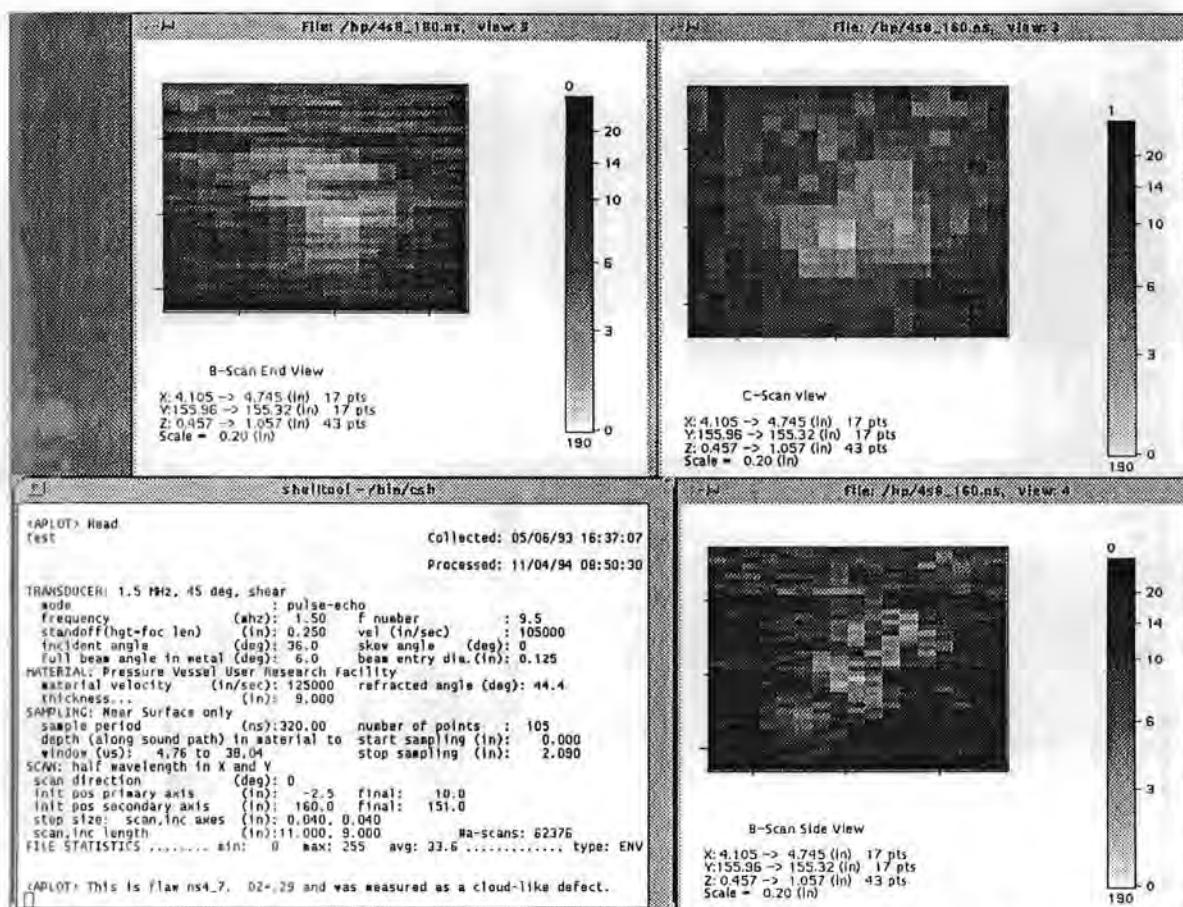 File: /hp/4s8_160.ns, view: 3
0
20
14
10
6
3
0
190
B-Scan End View
X: 4.105 -> 4.745 (in) 17 pts
Y:155.96 -> 155.32 (in) 17 pts
Z: 0.457 -> 1.057 (in) 43 pts
Scale = 0.20 (in)
File: /hp/4s8_160.ns, view: 3
1
20
14
10
6
3
0
190
C-Scan view
X: 4.105 -> 4.745 (in) 17 pts
Y:155.96 -> 155.32 (in) 17 pts
Z: 0.457 -> 1.057 (in) 43 pts
Scale = 0.20 (in)
shelltool - /bin/csh
<APLOT> Head
test Collected: 05/06/93 16:37:07
Processed: 11/04/94 08:50:30
TRANSDUCER: 1.5 MHz, 45 deg, shear
mode : pulse-echo
frequency (mhz): 1.50 f number : 9.5
standoff(hgt-foc len) (in): 0.250 vel (in/sec) : 105000
incident angle (deg): 36.0 skew angle (deg): 0
full beam angle in metal (deg): 6.0 beam entry dia.(in): 0.125
MATERIAL: Pressure Vessel User Research Facility
material velocity (in/sec): 125000 refracted angle (deg): 44.4
thickness... (in): 9.000
SAMPLING: Near Surface only
sample period (ns):320.00 number of points : 105
depth (along sound path) in material to start sampling (in): 0.000
window (us): 4.76 to 38.04 stop sampling (in): 2.090
SCAN: half wavelength in X and Y
scan direction (deg): 0
init pos primary axis (in): -2.5 final: 10.0
init pos secondary axis (in): 160.0 final: 151.0
step size: scan,inc axes (in): 0.040, 0.040
scan,inc length (in):11.000, 9.000 #a-scans: 62376
FILE STATISTICS ........ min: 0 max: 255 avg: 33.6 ............. type: ENV
<APLOT> This is flaw ns4_7. DZ=.29 and was measured as a cloud-like defect.
File: /hp/4s8_160.ns, view: 4
0
20
14
10
6
3
0
190
B-Scan Side View
X: 4.105 -> 4.745 (in) 17 pts
Y:155.96 -> 155.32 (in) 17 pts
Z: 0.457 -> 1.057 (in) 43 pts
Scale = 0.20 (in)